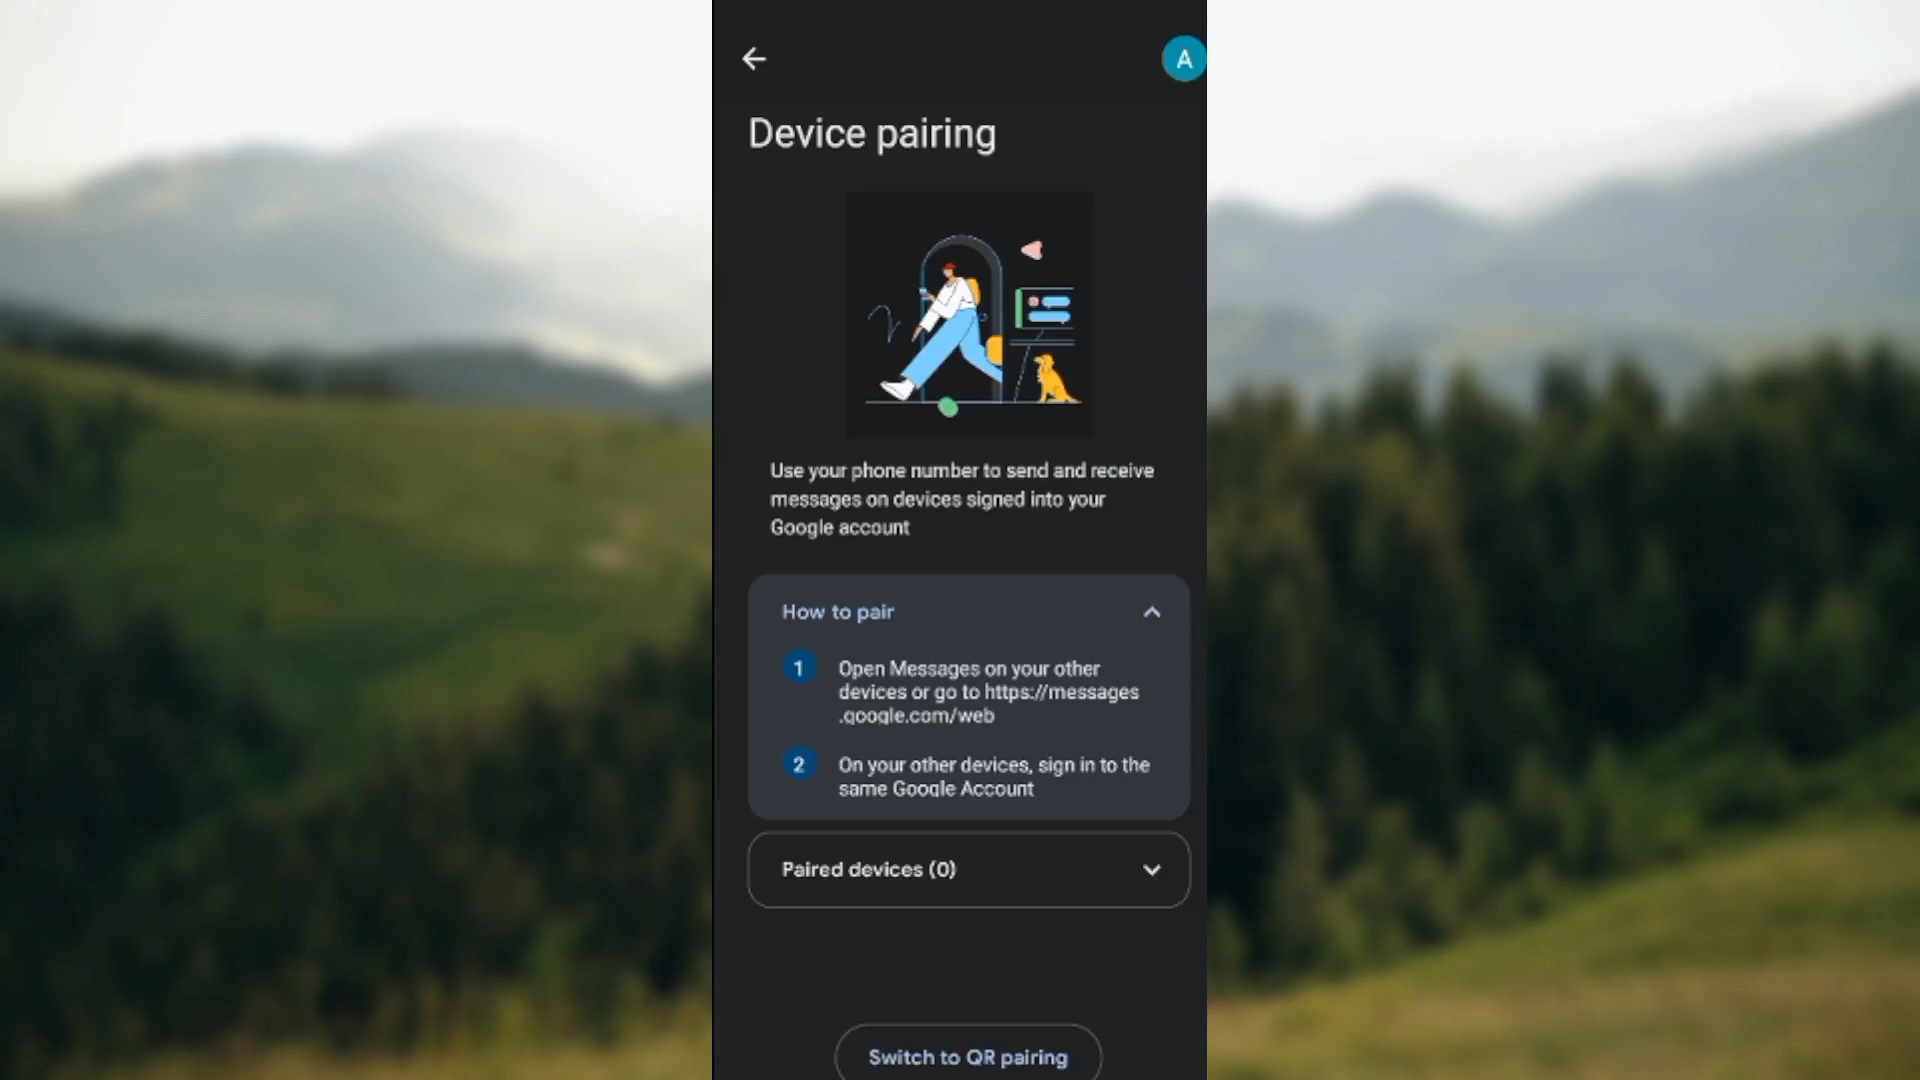 A
Device pairing
Use your phone number to send and receive
messages on devices signed into your
Google account
How to pair
1 Open Messages on your other
devices or go to https://messages
.google.com/web
2 On your other devices, sign in to the
same Google Account
Paired devices (0)
Switch to QR pairing